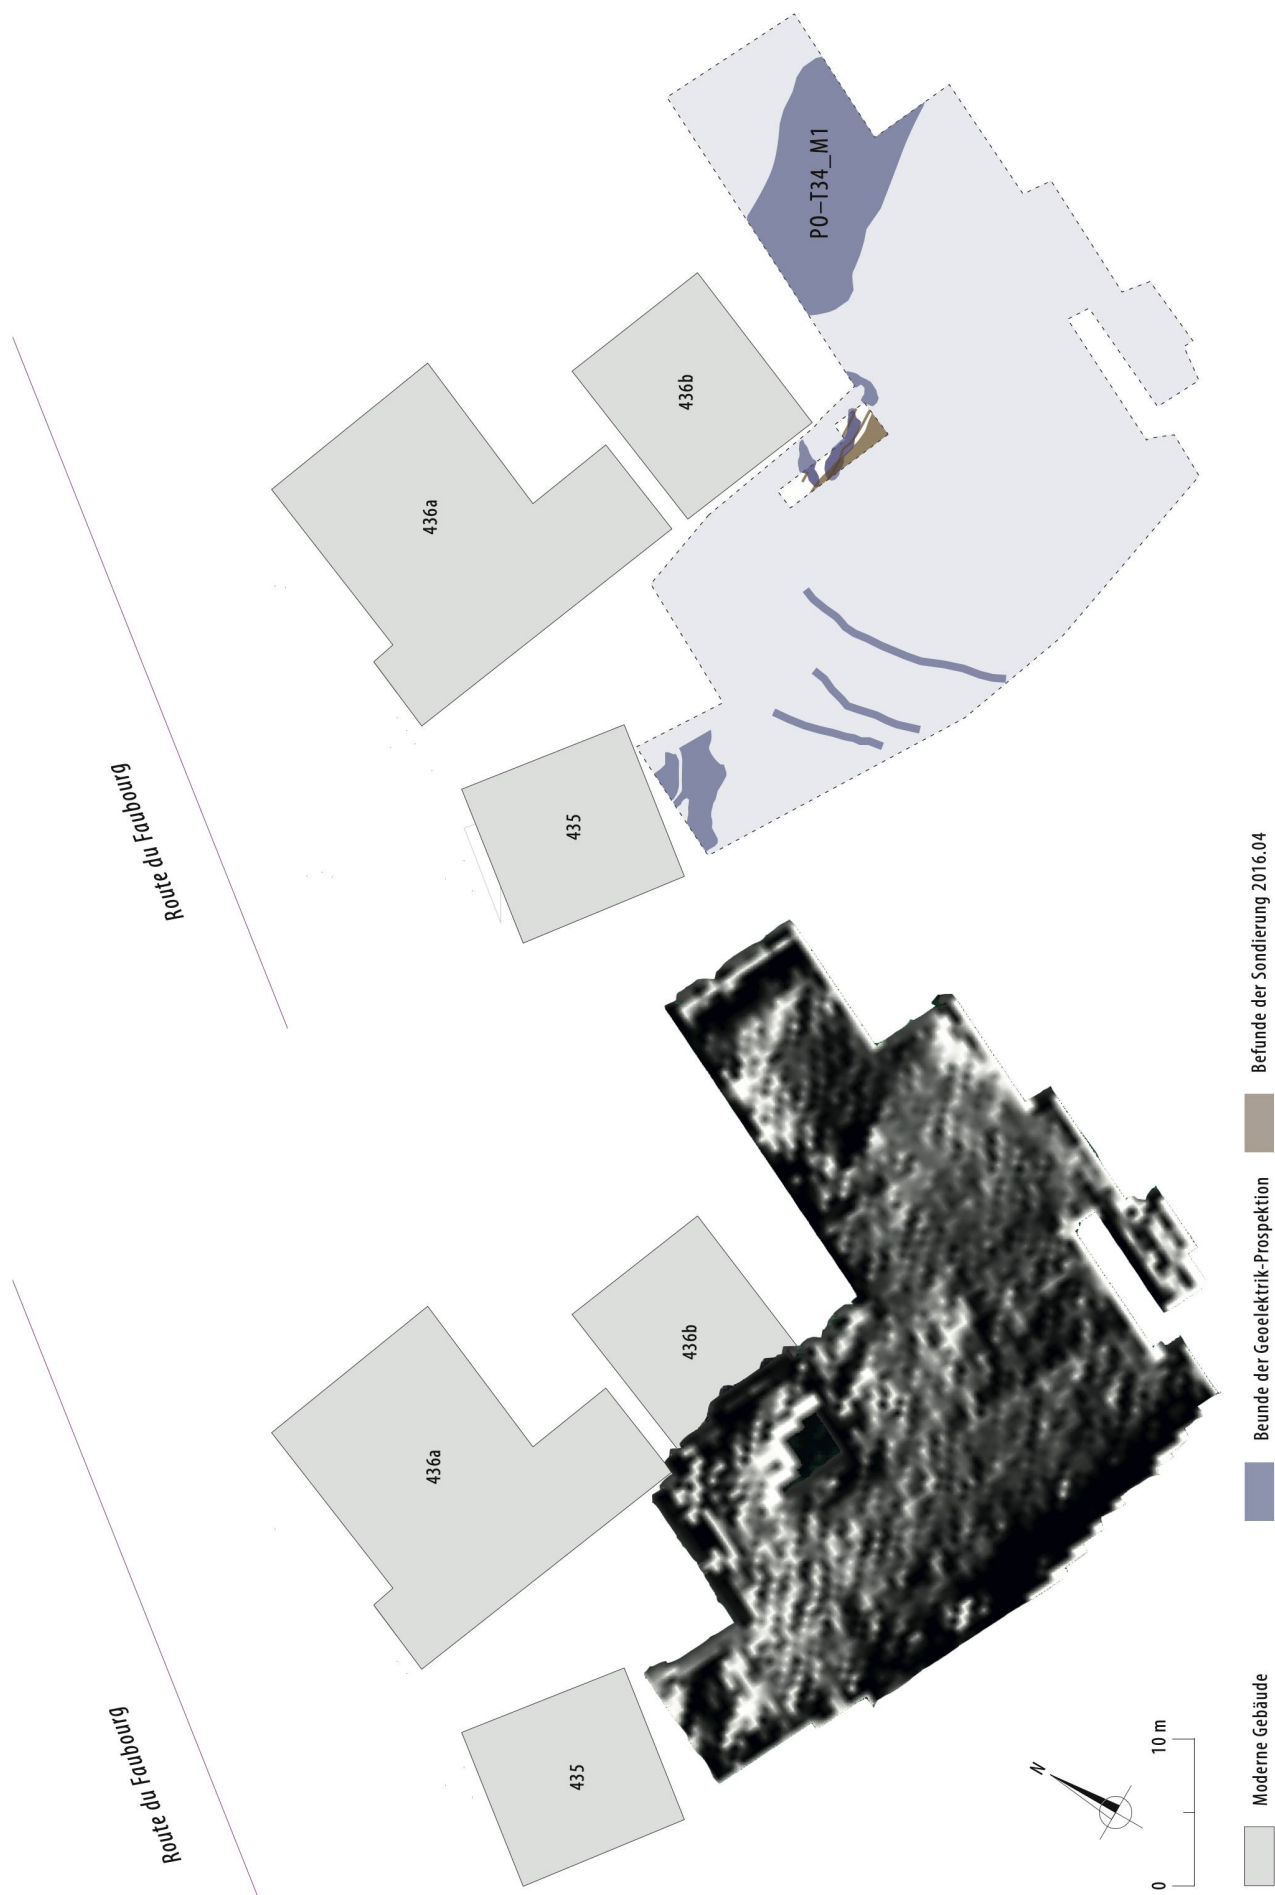 Route du Faubourg
436a
436b
435
Route du Faubourg
436a
436b
435
PO–T34_M1
N
0
10 m
Moderne Gebäude
Beunde der Geoelektrik-Prospektion
Befunde der Sondierung 2016.04